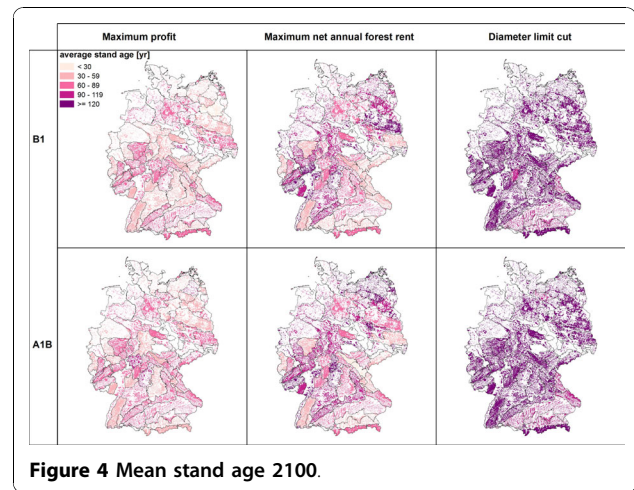 Maximum profit
Maximum net annual forest rent
Diameter limit cut
average stand age [yr]
< 30
30 - 59
60 - 89
90 - 119
>= 120
B1
A1B
Figure 4 Mean stand age 2100.